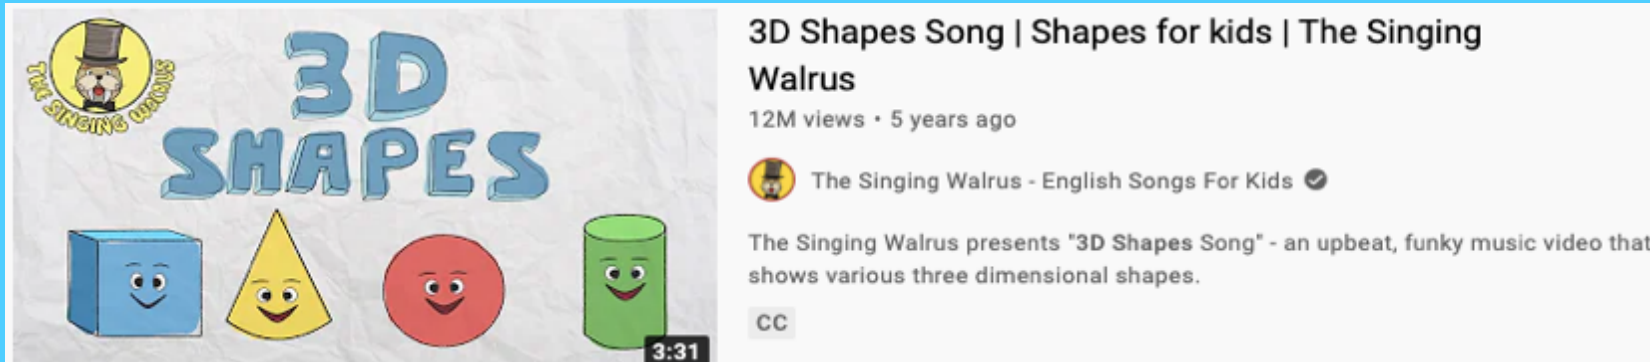 THE SINGING WALRUS
3D
SHAPES
3:31
3D Shapes Song | Shapes for kids | The Singing
Walrus
12M views • 5 years ago
The Singing Walrus - English Songs For Kids
The Singing Walrus presents "3D Shapes Song" - an upbeat, funky music video that
shows various three dimensional shapes.
CC